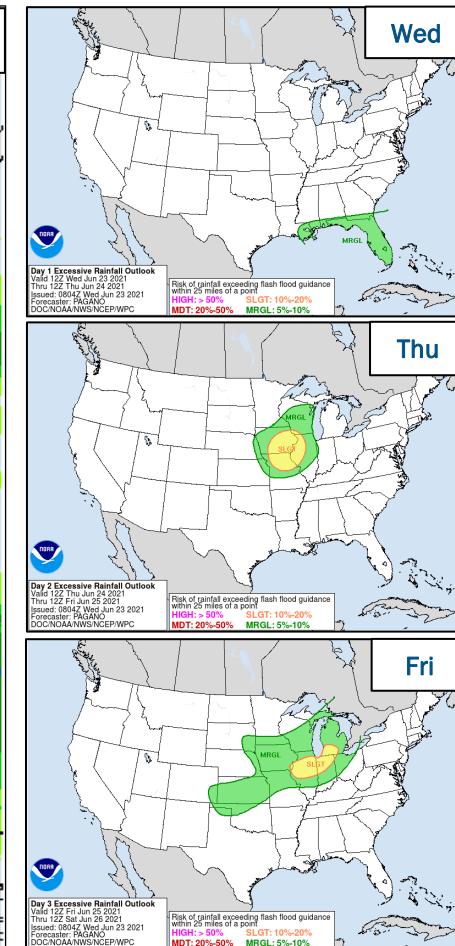 Wed
MRGL
NOAA
Day 1 Excessive Rainfall Outlook
Valid 12Z Wed Jun 23 2021
Thru 12Z Thu Jun 24 2021
Issued: 0804Z Wed Jun 23 2021
Forecaster: PAGANO
DOC/NOAA/NWS/NCEP/WPC
Risk of rainfall exceeding flash flood guidance
within 25 miles of a point
HIGH: > 50% SLGT: 10%-20%
MDT: 20%-50% MRGL: 5%-10%
Thu
MRGL
SLGT
NOAA
Day 2 Excessive Rainfall Outlook
Valid 12Z Thu Jun 24 2021
Thru 12Z Fri Jun 25 2021
Issued: 0804Z Wed Jun 23 2021
Forecaster: PAGANO
DOC/NOAA/NWS/NCEP/WPC
Risk of rainfall exceeding flash flood guidance
within 25 miles of a point
HIGH: > 50% SLGT: 10%-20%
MDT: 20%-50% MRGL: 5%-10%
Fri
MRGL
SLGT
NOAA
Day 3 Excessive Rainfall Outlook
Valid 12Z Fri Jun 25 2021
Thru 12Z Sat Jun 26 2021
Issued: 0804Z Wed Jun 23 2021
Forecaster: PAGANO
DOC/NOAA/NWS/NCEP/WPC
Risk of rainfall exceeding flash flood guidance
within 25 miles of a point
HIGH: > 50% SLGT: 10%-20%
MDT: 20%-50% MRGL: 5%-10%